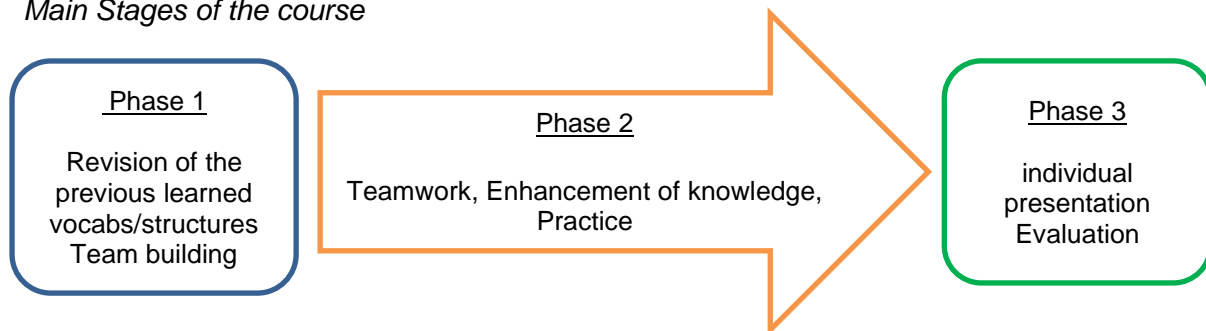 Main Stages of the course
Phase 1
Revision of the
previous learned
vocabs/structures
Team building
Phase 2
Teamwork, Enhancement of knowledge,
Practice
Phase 3
individual
presentation
Evaluation